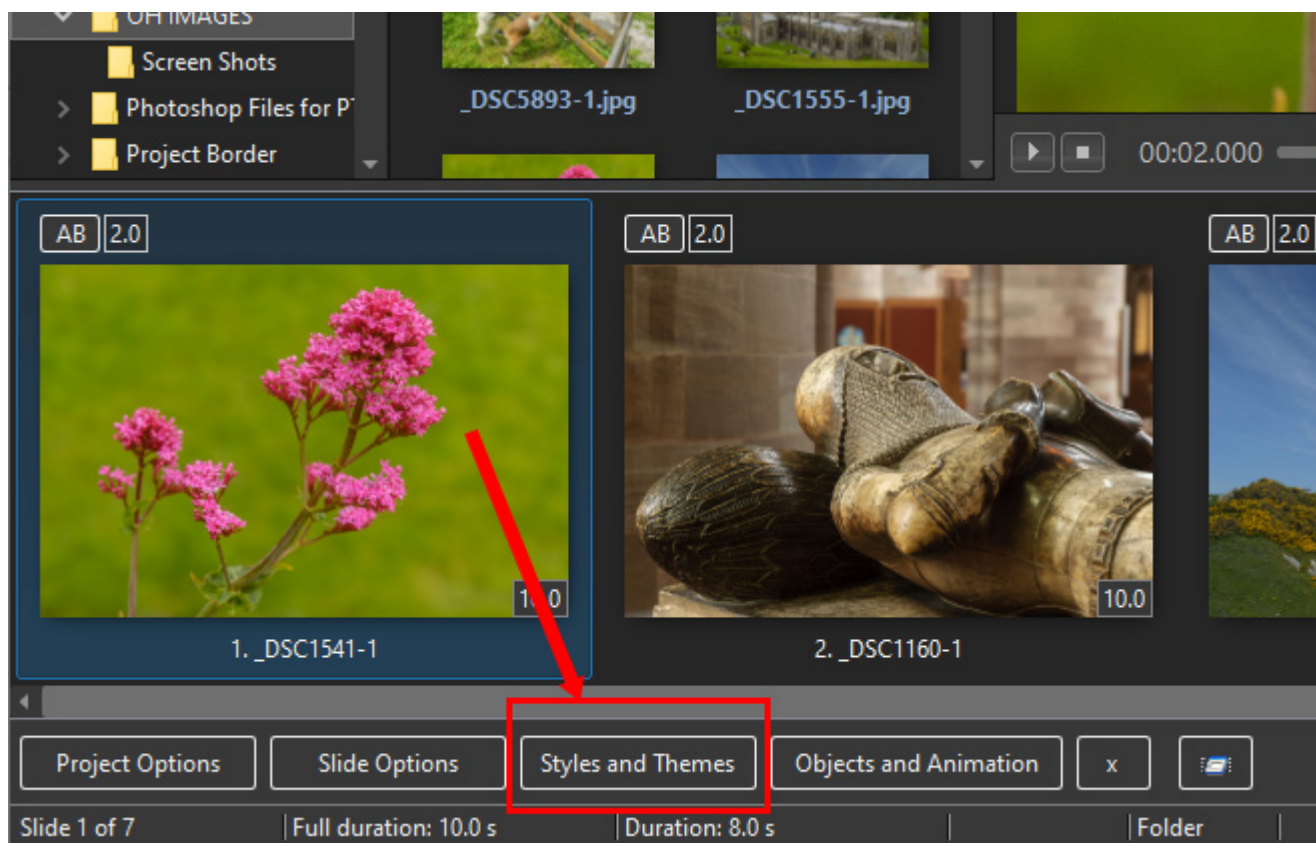 OH IMAGES
Screen Shots
Photoshop Files for P
Project Border
_DSC5893-1.jpg
_DSC1555-1.jpg
00:02.000
AB 2.0
AB 2.0
AB 2.0
10.0
10.0
1. _DSC1541-1
2. _DSC1160-1
Project Options
Slide Options
Styles and Themes
Objects and Animation
x
Slide 1 of 7
Full duration: 10.0 s
Duration: 8.0 s
Folder